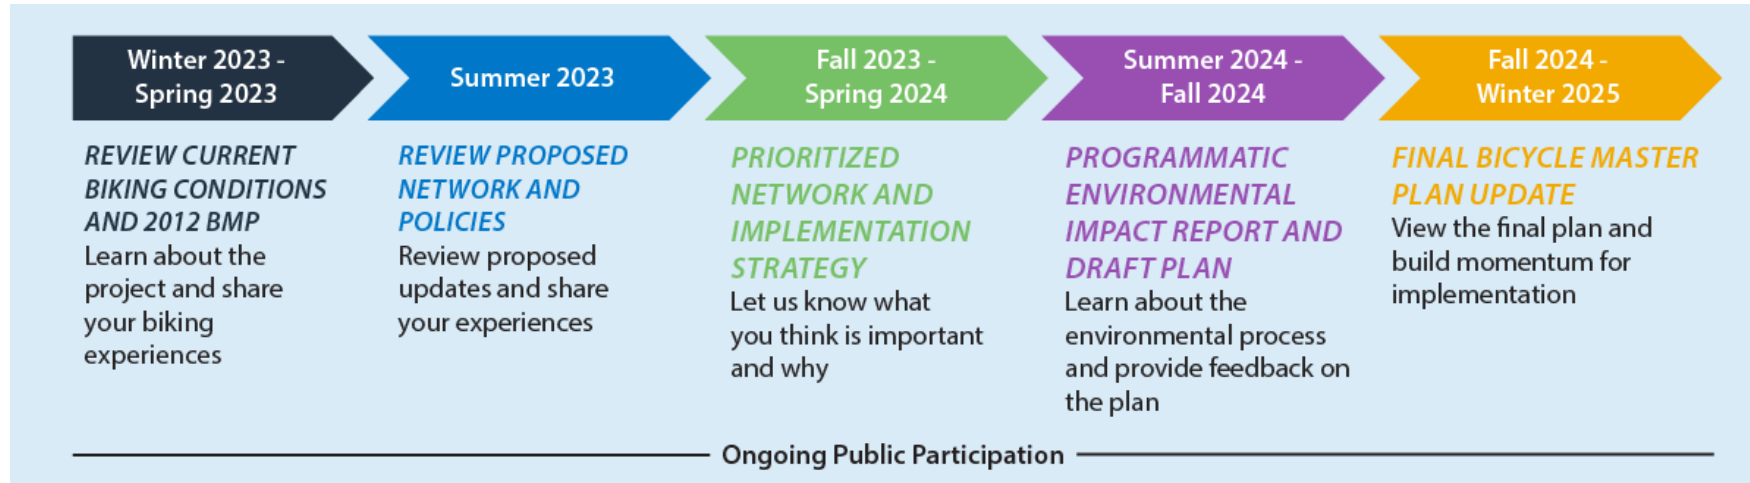 Winter 2023 -
Spring 2023
Summer 2023
Fall 2023 -
Spring 2024
Summer 2024 -
Fall 2024
Fall 2024 -
Winter 2025
REVIEW CURRENT
BIKING CONDITIONS
AND 2012 BMP
Learn about the
project and share
your biking
experiences
REVIEW PROPOSED
NETWORK AND
POLICIES
Review proposed
updates and share
your experiences
PRIORITIZED
NETWORK AND
IMPLEMENTATION
STRATEGY
Let us know what
you think is important
and why
PROGRAMMATIC
ENVIRONMENTAL
IMPACT REPORT AND
DRAFT PLAN
Learn about the
environmental process
and provide feedback on
the plan
FINAL BICYCLE MASTER
PLAN UPDATE
View the final plan and
build momentum for
implementation
Ongoing Public Participation